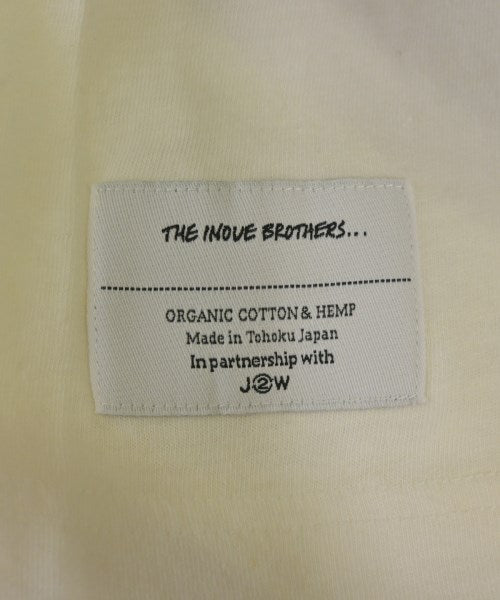 THE INOUE BROTHERS...
ORGANIC COTTON & HEMP
Made in Tohoku Japan
In partnership with
J②W